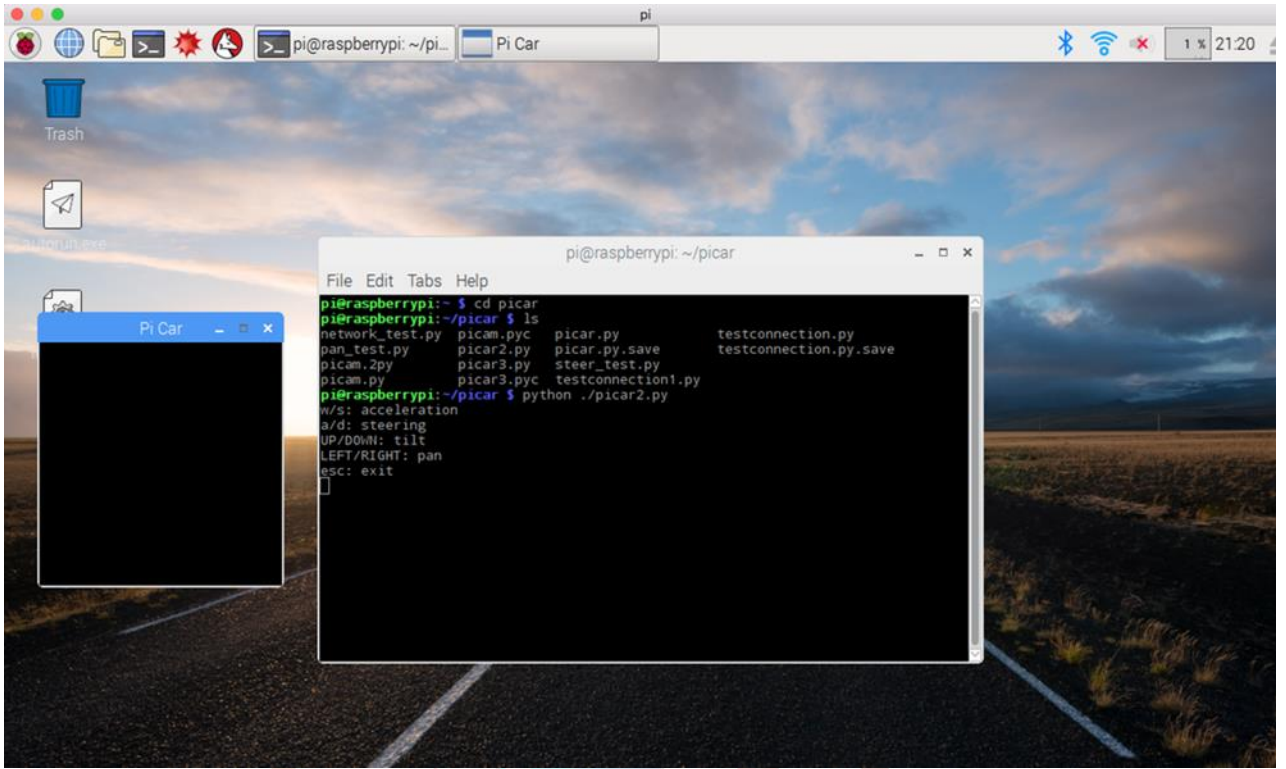 pi
pi@raspberrypi: ~/pi... Pi Car 1 % 21:20
Trash
autorun.exe
pi@raspberrypi: ~/picar
File Edit Tabs Help
Pi Car
pi@raspberrypi:~ $ cd picar
pi@raspberrypi:~/picar $ ls
network_test.py picam.pyc picar.py testconnection.py
pan_test.py picar2.py picar.py.save testconnection.py.save
picam.2py picar3.py steer_test.py
picam.py picar3.pyc testconnection1.py
pi@raspberrypi:~/picar $ python ./picar2.py
w/s: acceleration
a/d: steering
UP/DOWN: tilt
LEFT/RIGHT: pan
esc: exit